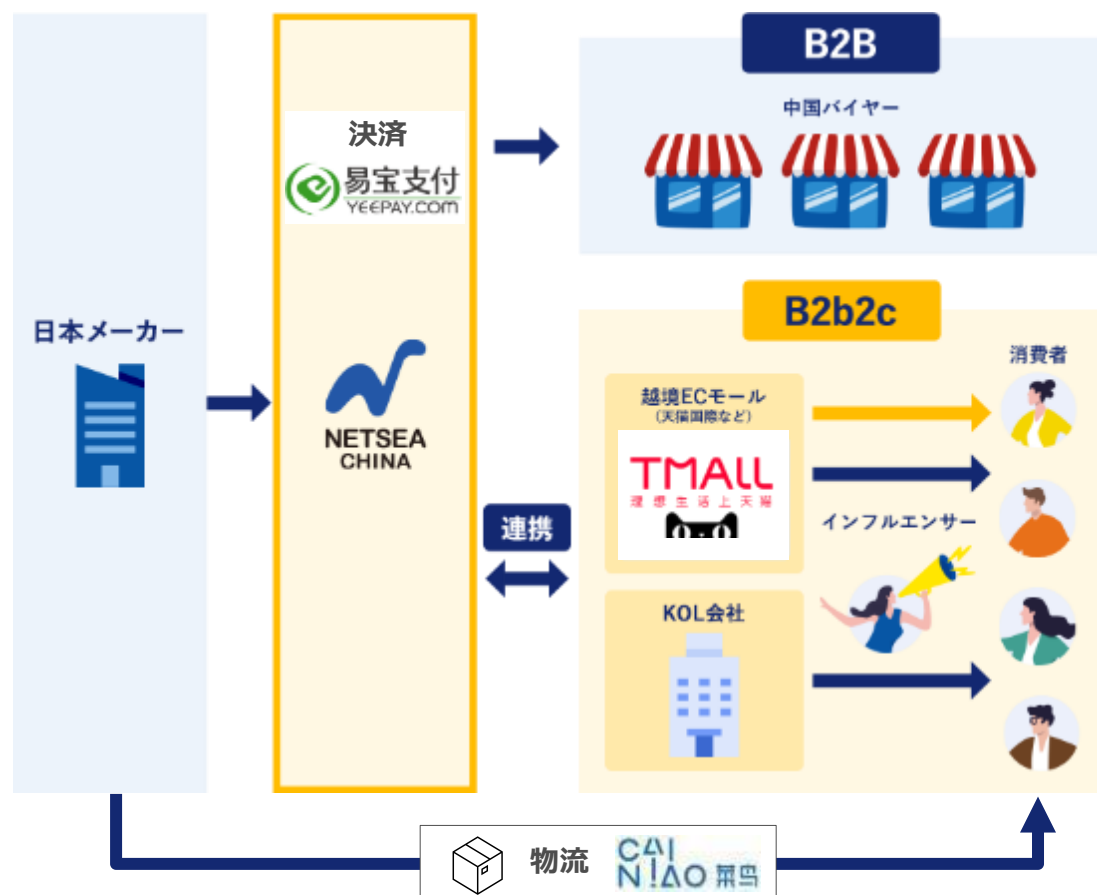 日本メーカー
決済
易宝支付
YEEPAY.COM
NETSEA
CHINA
B2B
中国バイヤー
連携
B2b2c
消費者
越境ECモール
(天猫国際など)
TMALL
理想生活上天猫
インフルエンサー
KOL会社
物流
CAI
NIAO 菜鸟